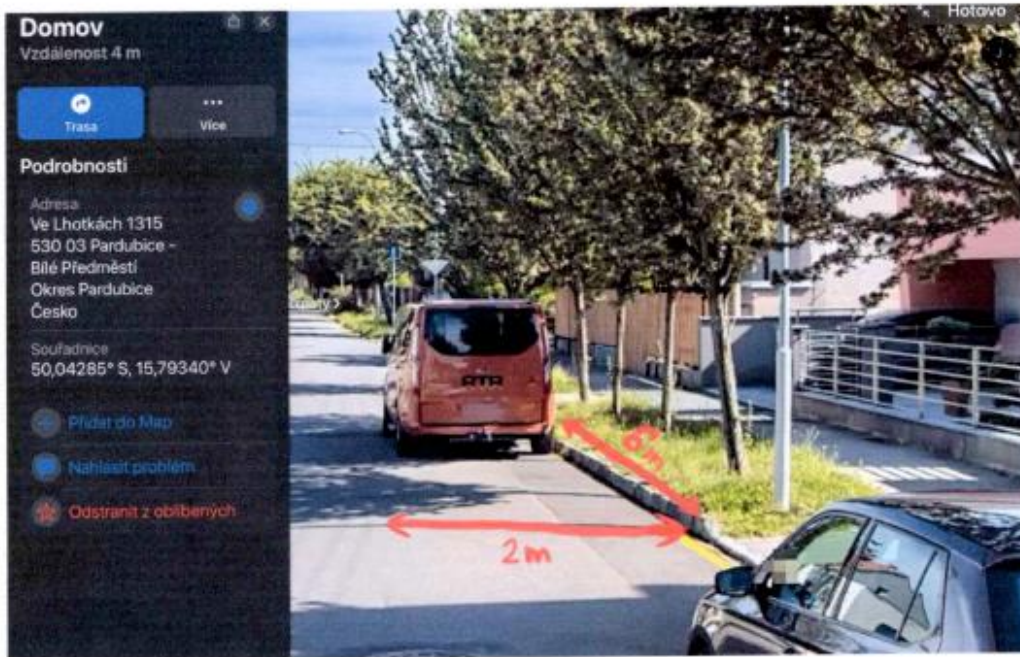 Domov
Vzdálenost 4 m
Trasa
Více
Podrobnosti
Adresa
Ve Lhotkách 1315
530 03 Pardubice -
Bílé Předměstí
Okres Pardubice
Česko
Souřadnice
50,04285° S, 15,79340° V
Přidat do Map
Nahlásit problém
Odstranit z oblíbených
Hotovo
RTR
6m
2m